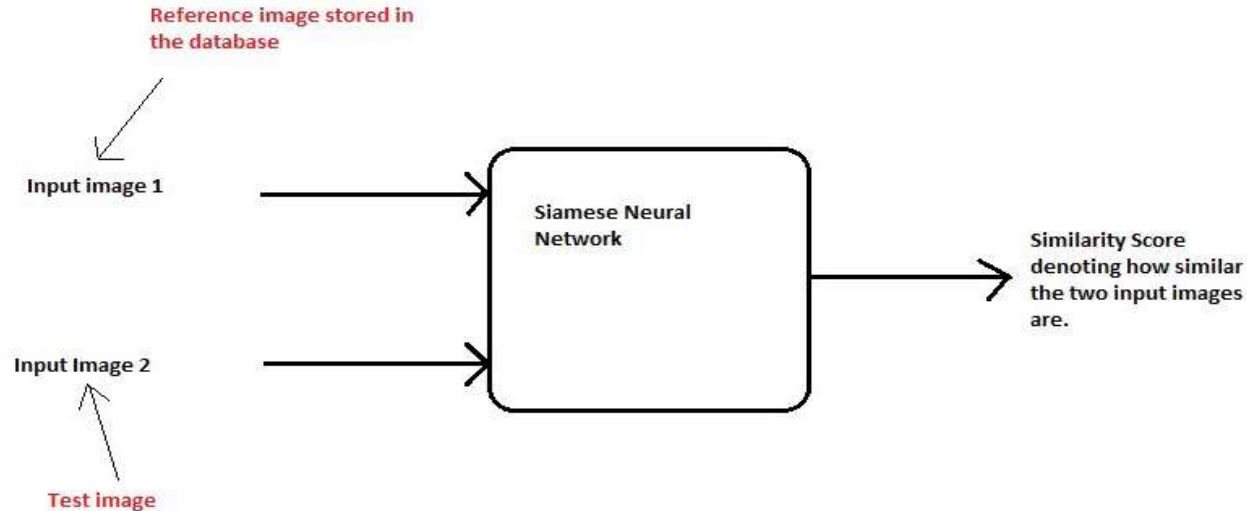 Reference image stored in
the database
Input image 1
Siamese Neural
Network
Similarity Score
denoting how similar
the two input images
are.
Input Image 2
Test image